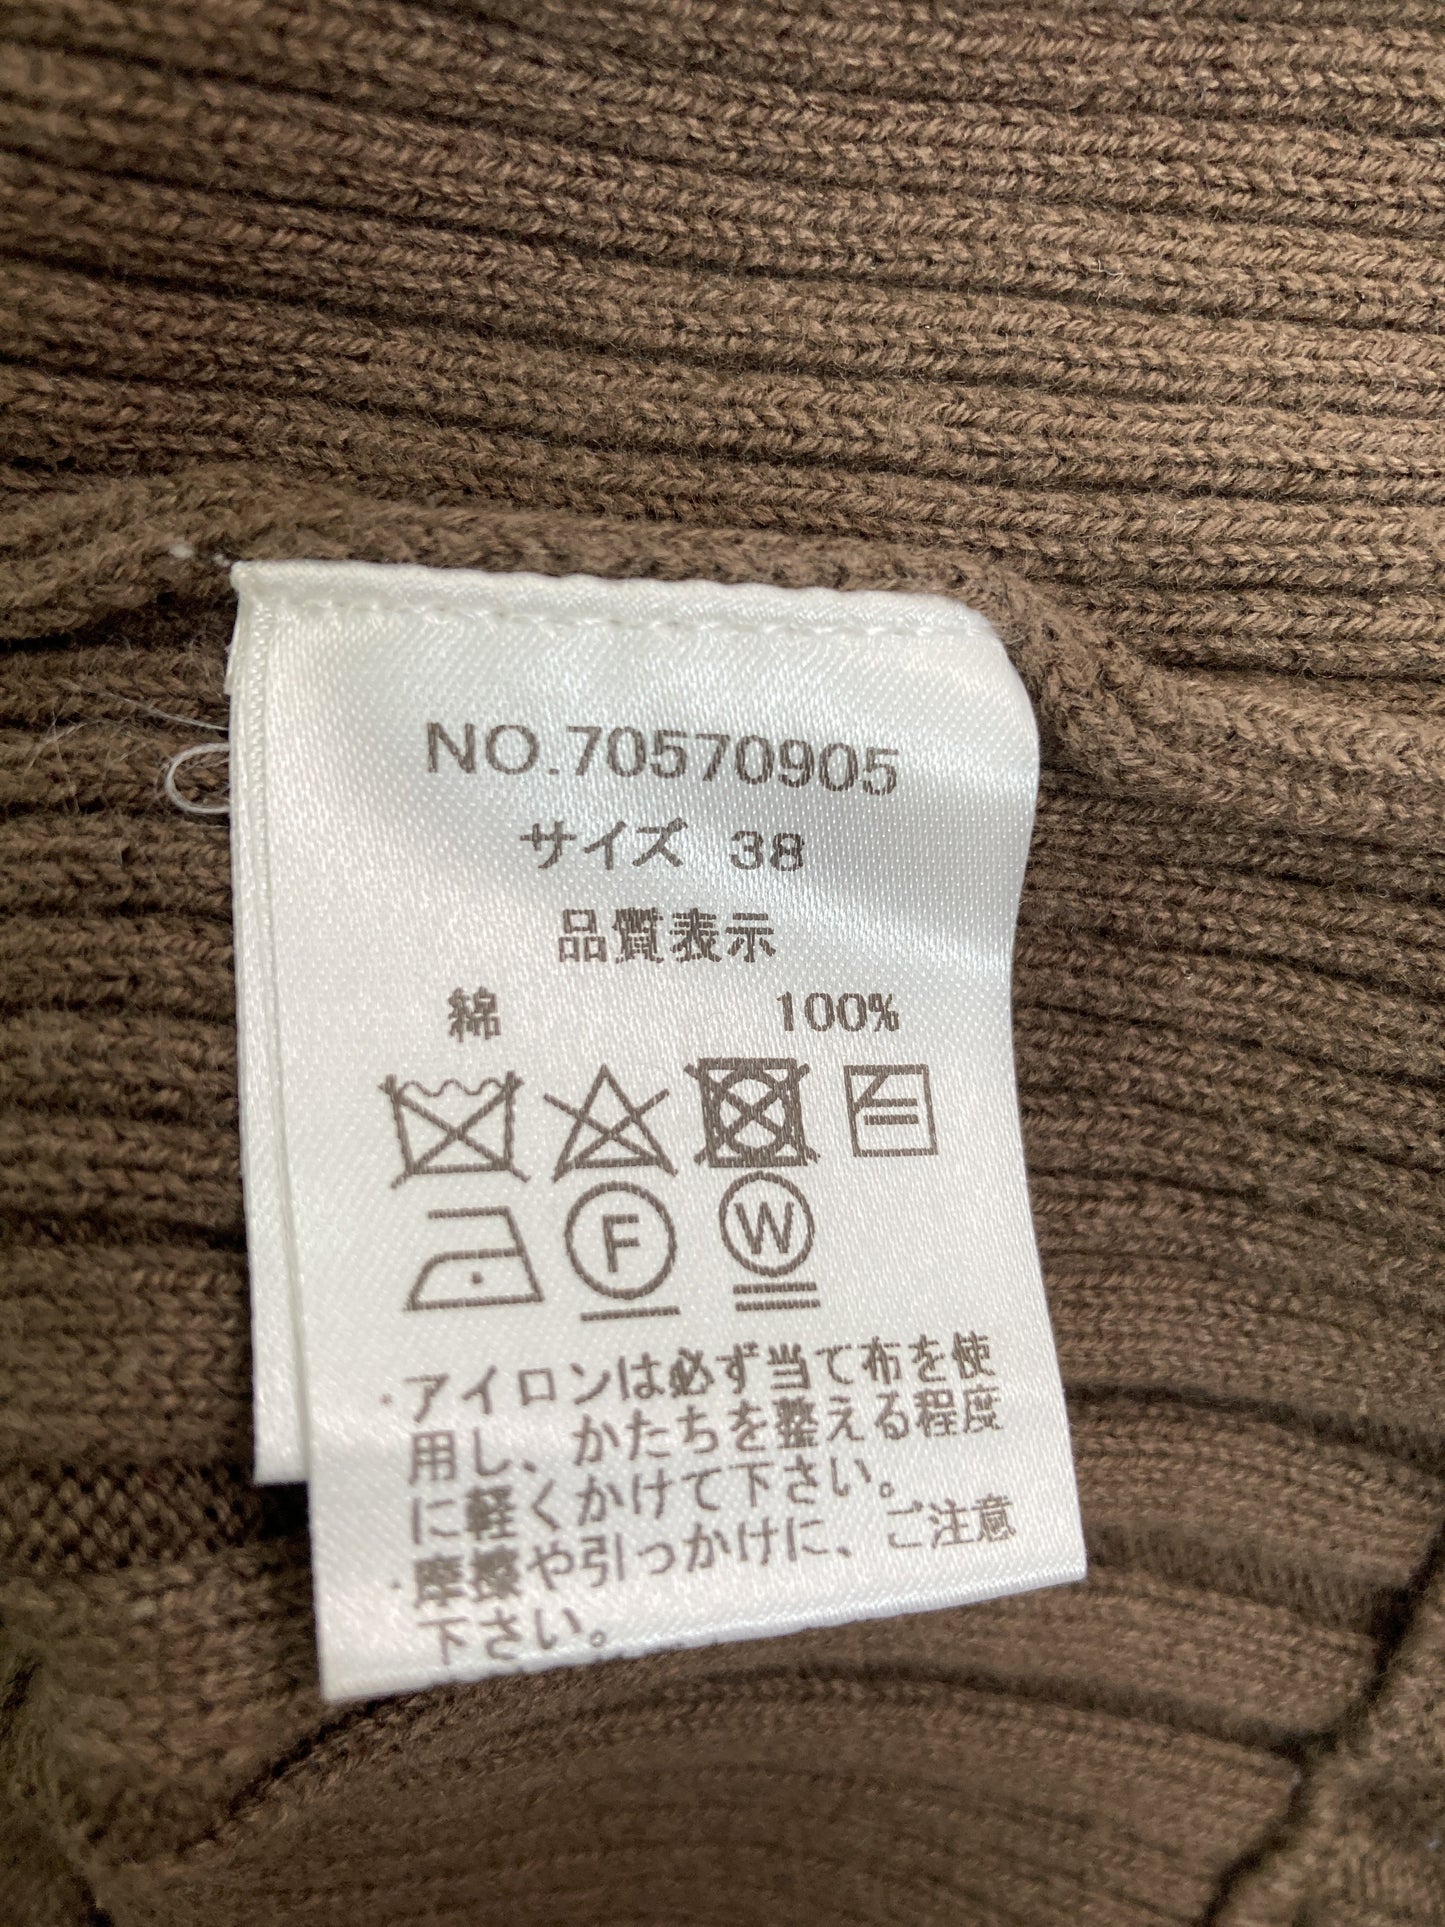 NO.70570905
サイズ 38
品質表示
綿 100%
F W
・アイロンは必ず当て布を使
用し、かたちを整える程度
に軽くかけて下さい。
・摩擦や引っかけに、ご注意
下さい。